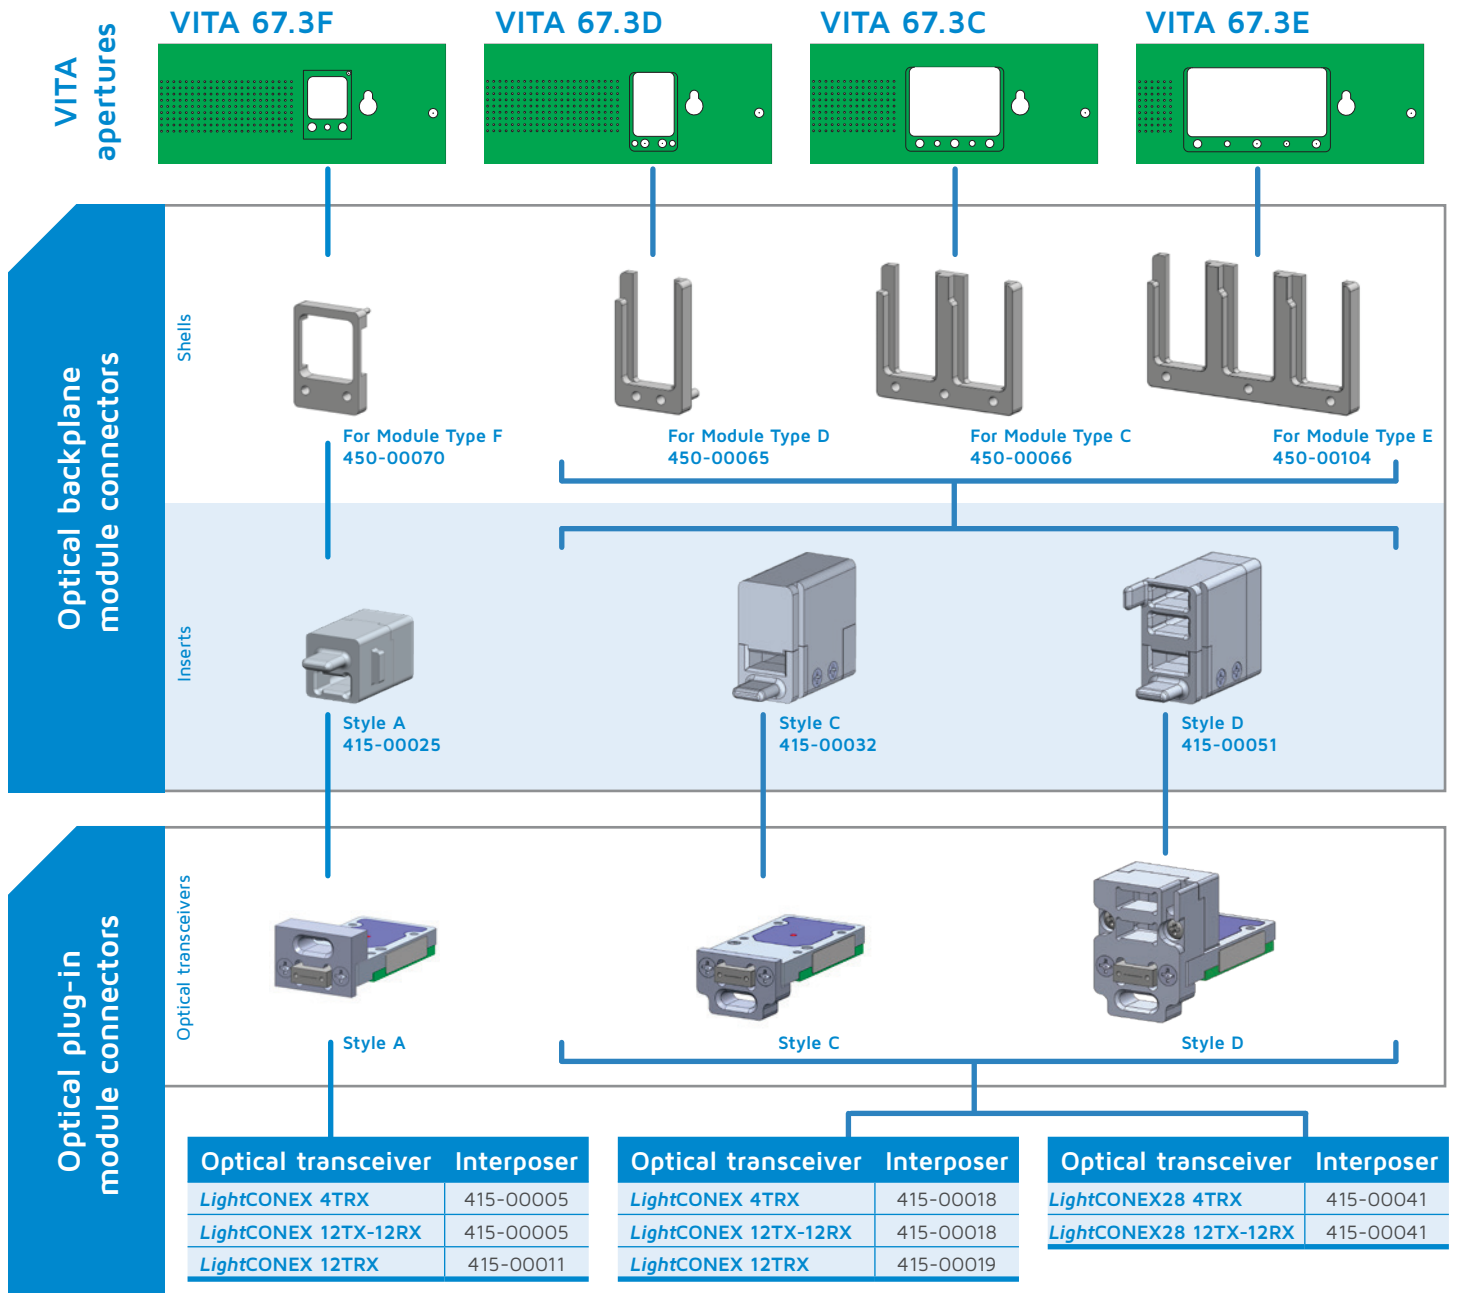 VITA 67.3F
VITA 67.3D
VITA 67.3C
VITA 67.3E
VITA
apertures
Optical backplane
module connectors
Shells
For Module Type F
450-00070
For Module Type D
450-00065
For Module Type C
450-00066
For Module Type E
450-00104
Inserts
Style A
415-00025
Style C
415-00032
Style D
415-00051
Optical plug-in
module connectors
Optical transceivers
Style A
Style C
Style D
Optical transceiver Interposer
LightCONEX 4TRX 415-00005
LightCONEX 12TX-12RX 415-00005
LightCONEX 12TRX 415-00011
Optical transceiver Interposer
LightCONEX 4TRX 415-00018
LightCONEX 12TX-12RX 415-00018
LightCONEX 12TRX 415-00019
Optical transceiver Interposer
LightCONEX28 4TRX 415-00041
LightCONEX28 12TX-12RX 415-00041